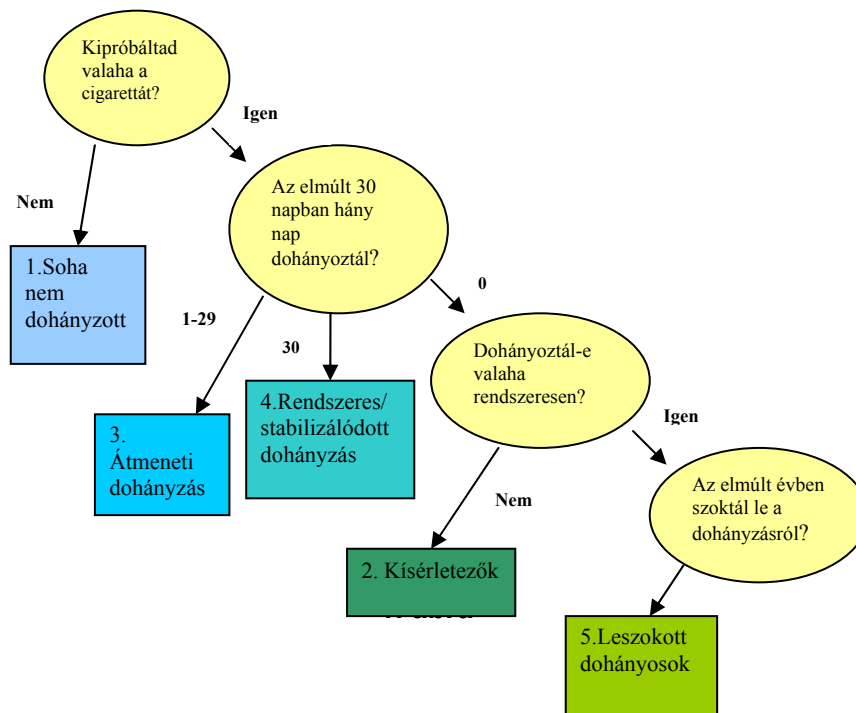 Kipróbáltad
valaha a
cigarettát?
Igen
Nem
Az elmúlt 30
napban hány
nap
dohányoztál?
1.Soha
nem
dohányzott
0
1-29
30
Dohányoztál-e
valaha
rendszeresen?
4.Rendszeres/
stabilizálódott
dohányzás
3.
Átmeneti
dohányzás
Igen
Nem
Az elmúlt évben
szoktál le a
dohányzásról?
2. Kísérletezők
5.Leszokott
dohányosok